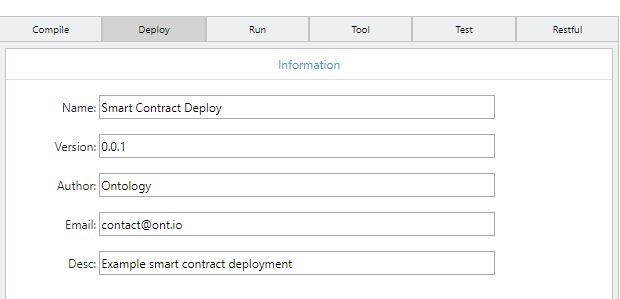 Compile Deploy Run Tool Test Restful
Information
Name: Smart Contract Deploy
Version: 0.0.1
Author: Ontology
Email: contact@ont.io
Desc: Example smart contract deployment